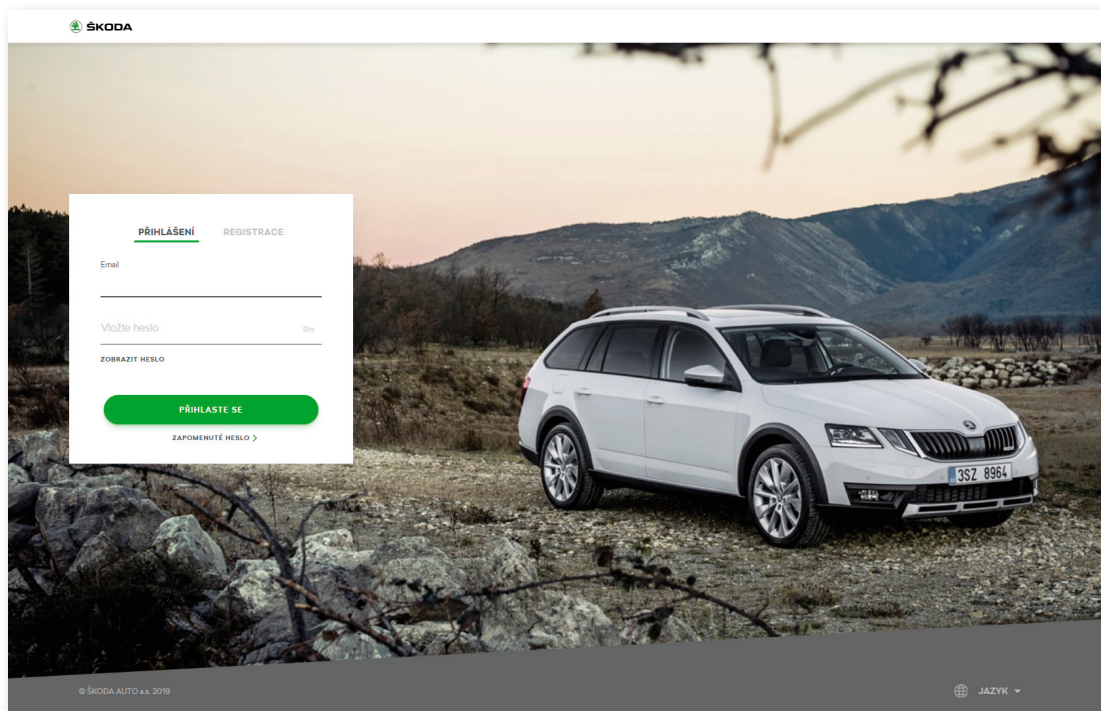 ŠKODA
PŘIHLÁŠENÍ REGISTRACE
Email
Vložte heslo
ZOBRAZIT HESLO
PŘIHLASTE SE
ZAPOMENUTÉ HESLO
3SZ 8964
© ŠKODA AUTO a.s. 2019
JAZYK